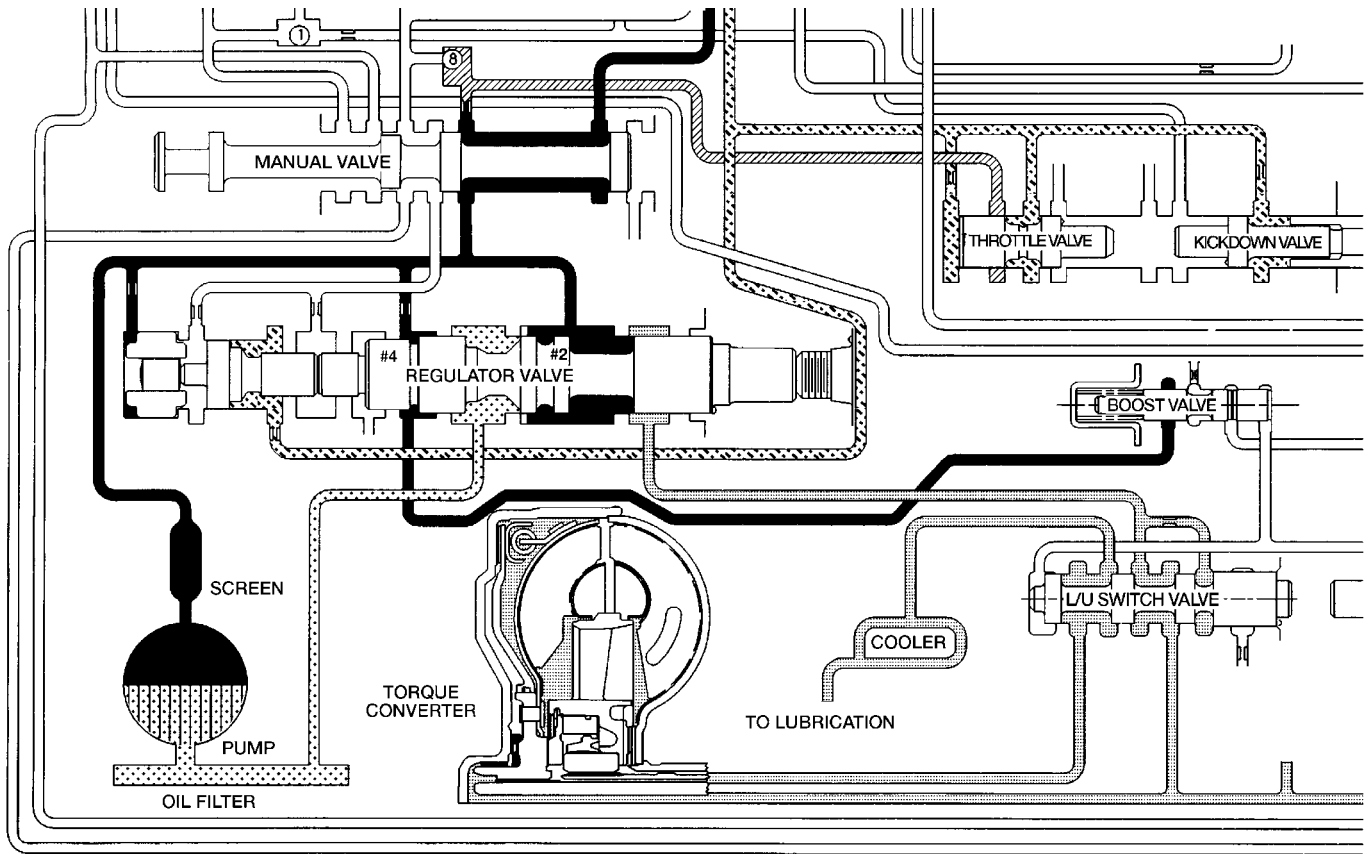 1
8
MANUAL VALVE
THROTTLE VALVE
KICKDOWN VALVE
#4
#2
REGULATOR VALVE
BOOST VALVE
SCREEN
L/U SWITCH VALVE
COOLER
TORQUE
CONVERTER
TO LUBRICATION
PUMP
OIL FILTER